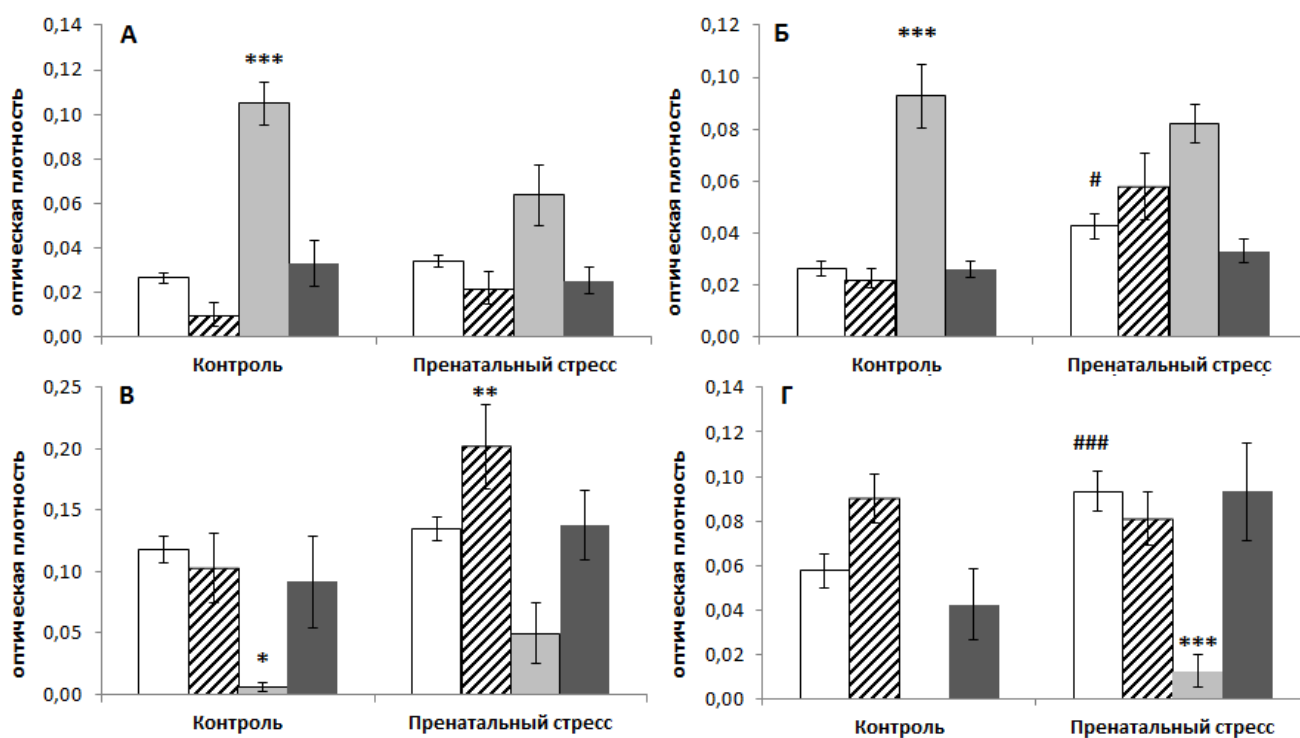 А
***
0,14
0,12
0,10
0,08
0,06
0,04
0,02
0,00
оптическая плотность
Контроль
Пренатальный стресс
Б
***
#
0,12
0,10
0,08
0,06
0,04
0,02
0,00
оптическая плотность
Контроль
Пренатальный стресс
В
*
**
0,25
0,20
0,15
0,10
0,05
0,00
оптическая плотность
Контроль
Пренатальный стресс
Г
###
***
0,14
0,12
0,10
0,08
0,06
0,04
0,02
0,00
оптическая плотность
Контроль
Пренатальный стресс